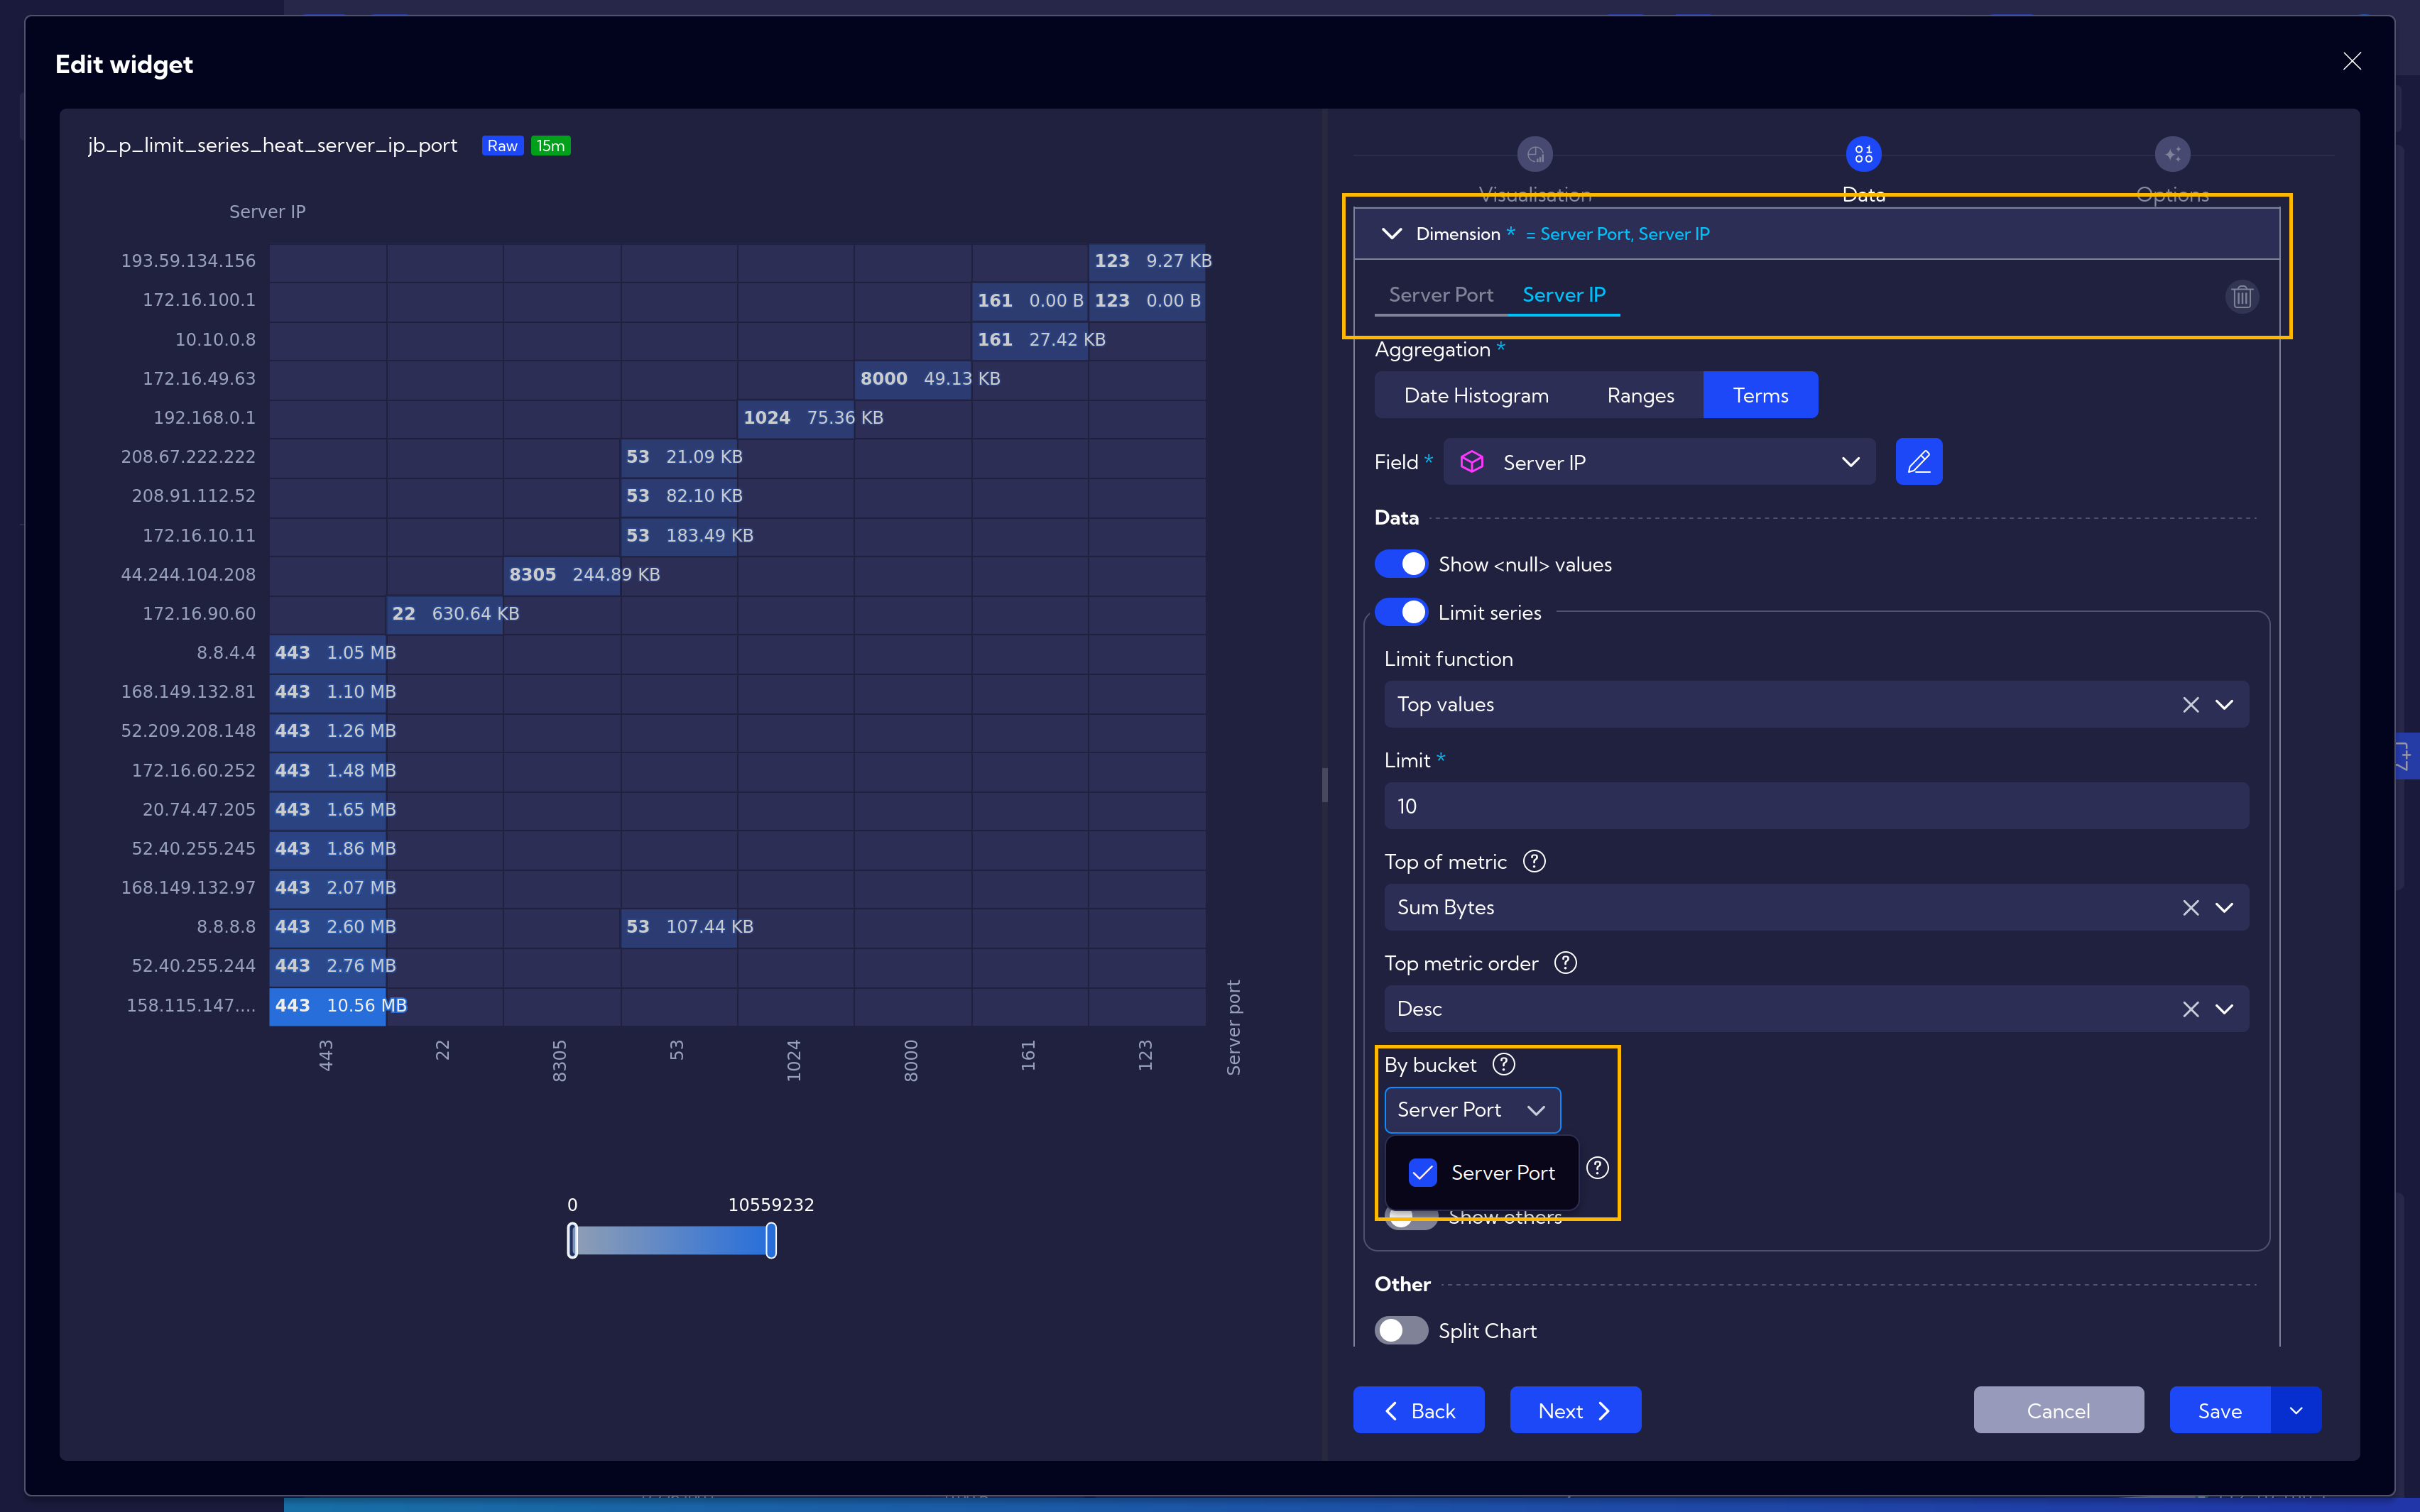 Edit widget
jb_p_limit_series_heat_server_ip_port Raw 15m
Server IP
193.59.134.156 123 9.27 KB
172.16.100.1 161 0.00 B 123 0.00 B
10.10.0.8 161 27.42 KB
172.16.49.63 8000 49.13 KB
192.168.0.1 1024 75.36 KB
208.67.222.222 53 21.09 KB
208.91.112.52 53 82.10 KB
172.16.10.11 53 183.49 KB
44.244.104.208 8305 244.89 KB
172.16.90.60 22 630.64 KB
8.8.4.4 443 1.05 MB
168.149.132.81 443 1.10 MB
52.209.208.148 443 1.26 MB
172.16.60.252 443 1.48 MB
20.74.47.205 443 1.65 MB
52.40.255.245 443 1.86 MB
168.149.132.97 443 2.07 MB
8.8.8.8 443 2.60 MB 53 107.44 KB
52.40.255.244 443 2.76 MB
158.115.147.... 443 10.56 MB
443 22 8305 53 1024 8000 161 123
Server port
0 10559232
Visualisation Data Options
Dimension * = Server Port, Server IP
Server Port Server IP
Aggregation *
Date Histogram Ranges Terms
Field * Server IP
Data
Show <null> values
Limit series
Limit function
Top values
Limit *
10
Top of metric ?
Sum Bytes
Top metric order ?
Desc
By bucket ?
Server Port
Server Port ?
Show others
Other
Split Chart
Back Next Cancel Save